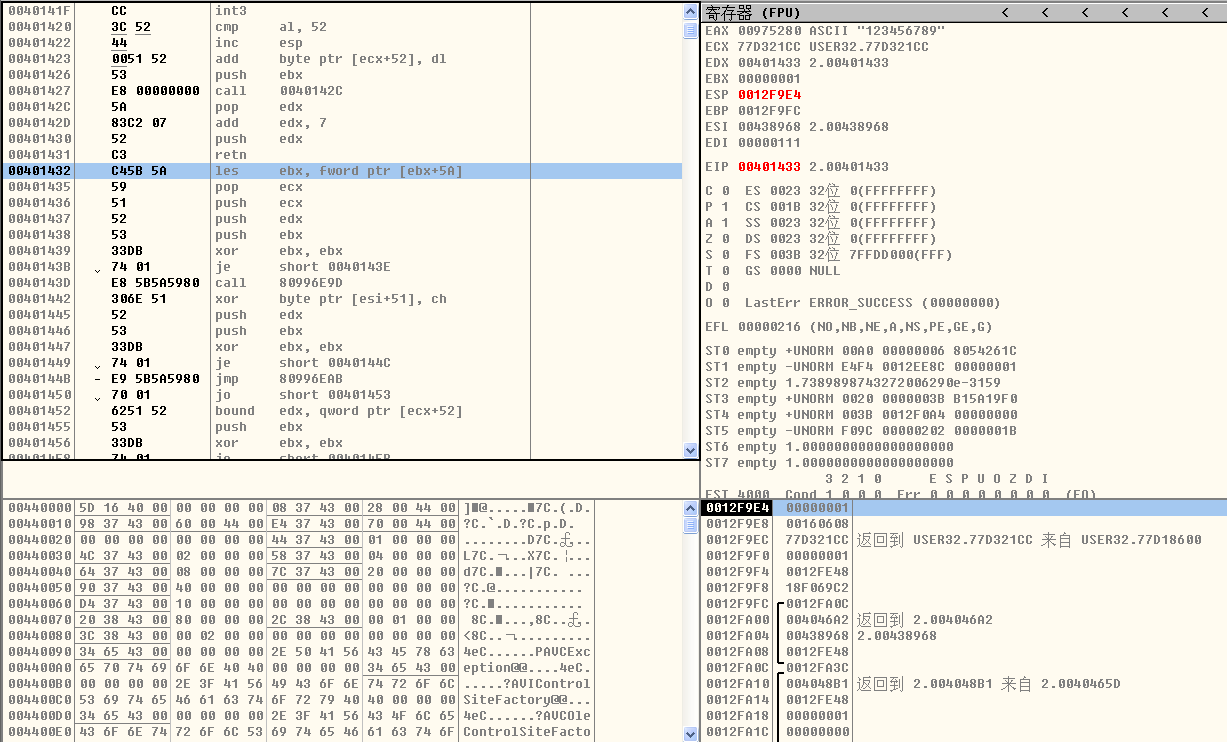 0040141F CC int3
00401420 3C 52 cmp al, 52
00401422 44 inc esp
00401423 0051 52 add byte ptr [ecx+52], dl
00401426 53 push ebx
00401427 E8 00000000 call 0040142C
0040142C 5A pop edx
0040142D 83C2 07 add edx, 7
00401430 52 push edx
00401431 C3 retn
00401432 C45B 5A les ebx, fword ptr [ebx+5A]
00401435 59 pop ecx
00401436 51 push ecx
00401437 52 push edx
00401438 53 push ebx
00401439 33DB xor ebx, ebx
0040143B 74 01 je short 0040143E
0040143D E8 5B5A5980 call 80996E9D
00401442 306E 51 xor byte ptr [esi+51], ch
00401445 52 push edx
00401446 53 push ebx
00401447 33DB xor ebx, ebx
00401449 74 01 je short 0040144C
0040144B - E9 5B5A5980 jmp 80996EAB
00401450 70 01 jo short 00401453
00401452 6251 52 bound edx, qword ptr [ecx+52]
00401455 53 push ebx
00401456 33DB xor ebx, ebx
寄存器 (FPU) < < < < < <
EAX 00975280 ASCII "123456789"
ECX 77D321CC USER32.77D321CC
EDX 00401433 2.00401433
EBX 00000001
ESP 0012F9E4
EBP 0012F9FC
ESI 00438968 2.00438968
EDI 00000111
EIP 00401433 2.00401433
C 0 ES 0023 32位 0(FFFFFFFF)
P 1 CS 001B 32位 0(FFFFFFFF)
A 1 SS 0023 32位 0(FFFFFFFF)
Z 0 DS 0023 32位 0(FFFFFFFF)
S 0 FS 003B 32位 7FFDD000(FFF)
T 0 GS 0000 NULL
D 0
O 0 LastErr ERROR_SUCCESS (00000000)
EFL 00000216 (NO,NB,NE,A,NS,PE,GE,G)
ST0 empty +UNORM 00A0 00000006 8054261C
ST1 empty -UNORM E4F4 0012EE8C 00000001
ST2 empty 1.7389898743272006290e-3159
ST3 empty +UNORM 0020 0000003B B15A19F0
ST4 empty +UNORM 003B 0012F0A4 00000000
ST5 empty -UNORM F09C 00000202 0000001B
ST6 empty 1.0000000000000000000
ST7 empty 1.0000000000000000000
3 2 1 0 E S P U O Z D I
FST 4000 Cond 1 0 0 0 Err 0 0 0 0 0 0 0 0 (EQ)
00440000 5D 16 40 00 00 00 00 00 08 37 43 00 28 00 44 00 ]■@.....■7C.(.D.
00440010 98 37 43 00 60 00 44 00 E4 37 43 00 70 00 44 00 ?C.`.D.?C.p.D.
00440020 00 00 00 00 00 00 00 00 44 37 43 00 01 00 00 00 ........D7C.
00440030 4C 37 43 00 02 00 00 00 58 37 43 00 04 00 00 00 L7C.¬...X7C.¦...
00440040 64 37 43 00 08 00 00 00 7C 37 43 00 20 00 00 00 d7C.■...|7C. ...
00440050 90 37 43 00 40 00 00 00 00 00 00 00 00 00 00 00 ?C.@...........
00440060 D4 37 43 00 10 00 00 00 00 00 00 00 00 00 00 00 ?C.■...........
00440070 20 38 43 00 80 00 00 00 2C 38 43 00 00 01 00 00 8C.■...,8C..
00440080 3C 38 43 00 00 02 00 00 00 00 00 00 00 00 00 00 <8C..¬..........
00440090 34 65 43 00 00 00 00 00 2E 50 41 56 43 45 78 63 4eC......PAVCExc
004400A0 65 70 74 69 6F 6E 40 40 00 00 00 00 34 65 43 00 eption@@....4eC.
004400B0 00 00 00 00 2E 3F 41 56 49 43 6F 6E 74 72 6F 6C .....?AVIControl
004400C0 53 69 74 65 46 61 63 74 6F 72 79 40 40 00 00 00 SiteFactory@@...
004400D0 34 65 43 00 00 00 00 00 2E 3F 41 56 43 4F 6C 65 4eC......?AVCOle
004400E0 43 6F 6E 74 72 6F 6C 53 69 74 65 46 61 63 74 6F ControlSiteFacto
0012F9E4 00000001
0012F9E8 00160608
0012F9EC 77D321CC 返回到 USER32.77D321CC 来自 USER32.77D18600
0012F9F0 00000001
0012F9F4 0012FE48
0012F9F8 18F069C2
0012F9FC 0012FA0C
0012FA00 004046A2 返回到 2.004046A2
0012FA04 00438968 2.00438968
0012FA08 0012FE48
0012FA0C 0012FA3C
0012FA10 004048B1 返回到 2.004048B1 来自 2.0040465D
0012FA14 0012FE48
0012FA18 00000001
0012FA1C 00000000